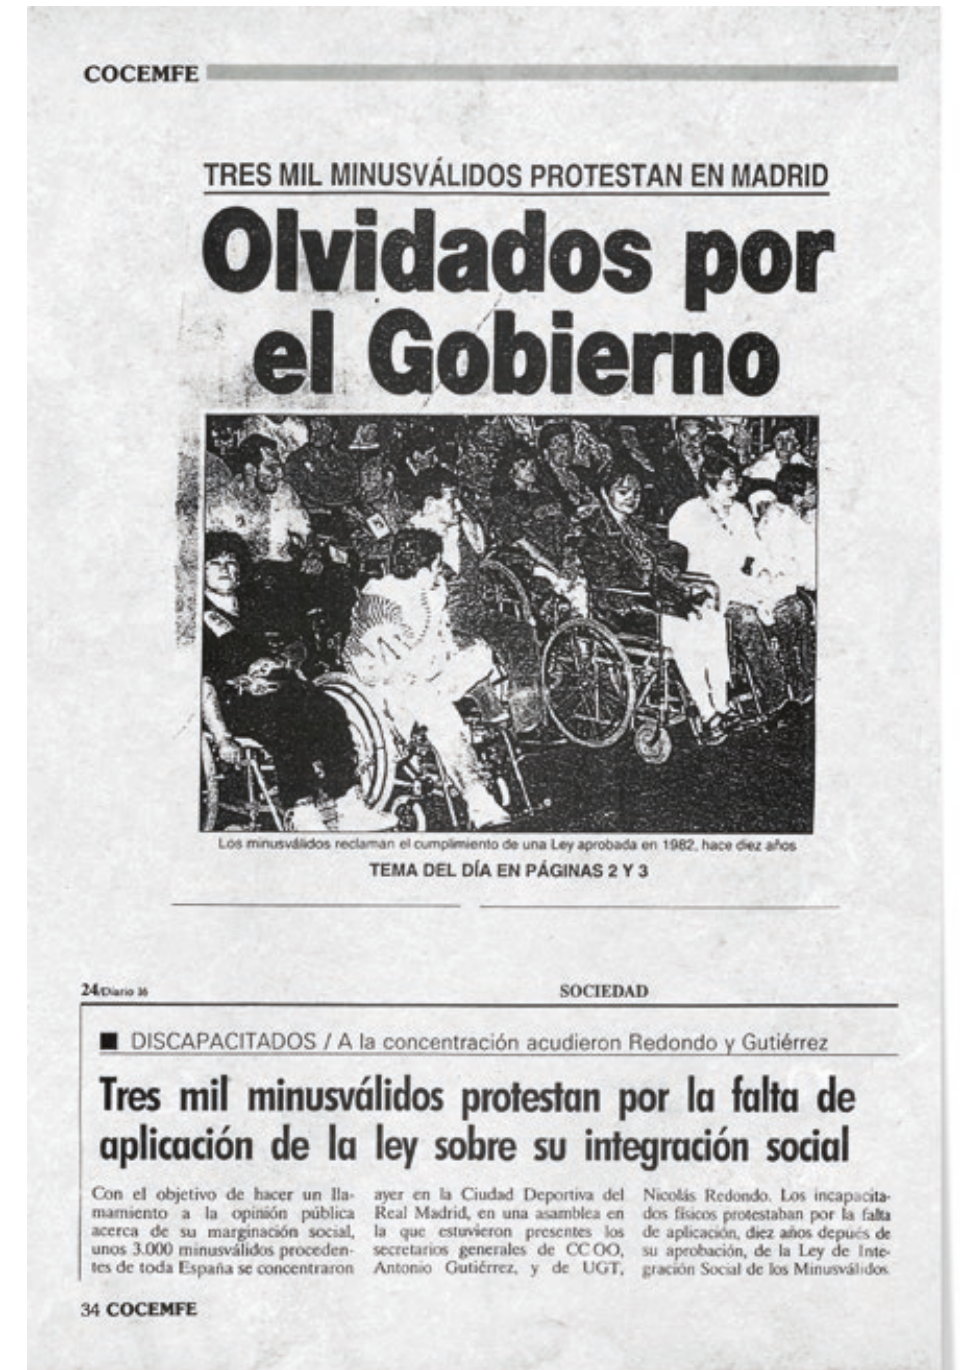 COCEMFE
TRES MIL MINUSVÁLIDOS PROTESTAN EN MADRID
Olvidados por
el Gobierno
Los minusválidos reclaman el cumplimiento de una Ley aprobada en 1982, hace diez años
TEMA DEL DÍA EN PÁGINAS 2 Y 3
24/Diario 16
SOCIEDAD
■ DISCAPACITADOS / A la concentración acudieron Redondo y Gutiérrez
Tres mil minusválidos protestan por la falta de
aplicación de la ley sobre su integración social
Con el objetivo de hacer un lla-
mamiento a la opinión pública
acerca de su marginación social,
unos 3.000 minusválidos proceden-
tes de toda España se concentraron
ayer en la Ciudad Deportiva del
Real Madrid, en una asamblea en
la que estuvieron presentes los
secretarios generales de CC OO,
Antonio Gutiérrez, y de UGT,
Nicolás Redondo. Los incapacita-
dos físicos protestaban por la falta
de aplicación, diez años depués de
su aprobación, de la Ley de Inte-
gración Social de los Minusválidos.
34 COCEMFE